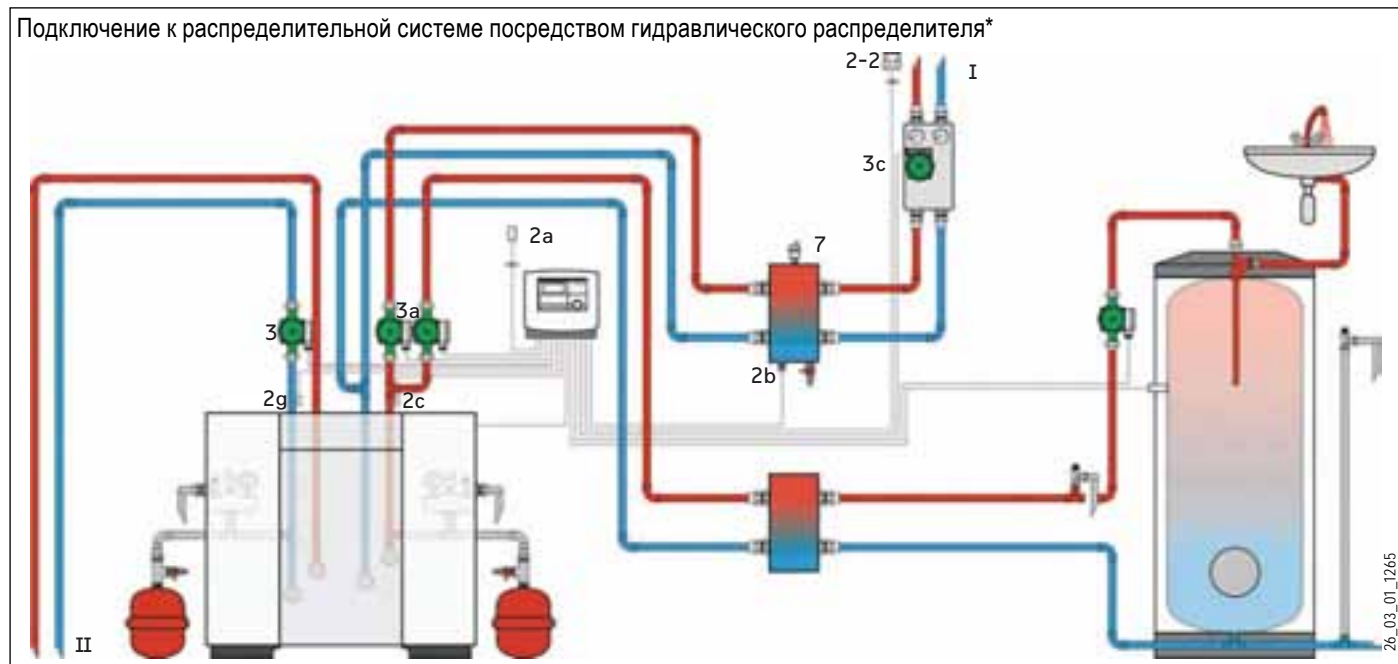 Подключение к распределительной системе посредством гидравлического распределителя*
2-2
I
3c
2a
7
3
3a
2b
2g
2c
II
26_03_01_1265